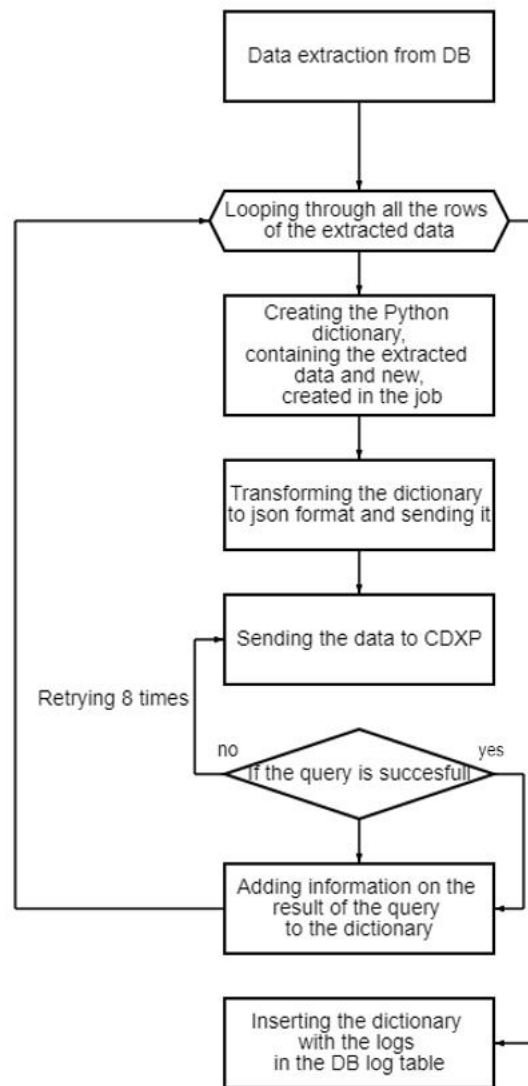 Data extraction from DB
Looping through all the rows
of the extracted data
Creating the Python
dictionary,
containing the extracted
data and new,
created in the job
Transforming the dictionary
to json format and sending it
Sending the data to CDXP
Retrying 8 times
no
yes
If the query is succesfull
Adding information on the
result of the query
to the dictionary
Inserting the dictionary
with the logs
in the DB log table